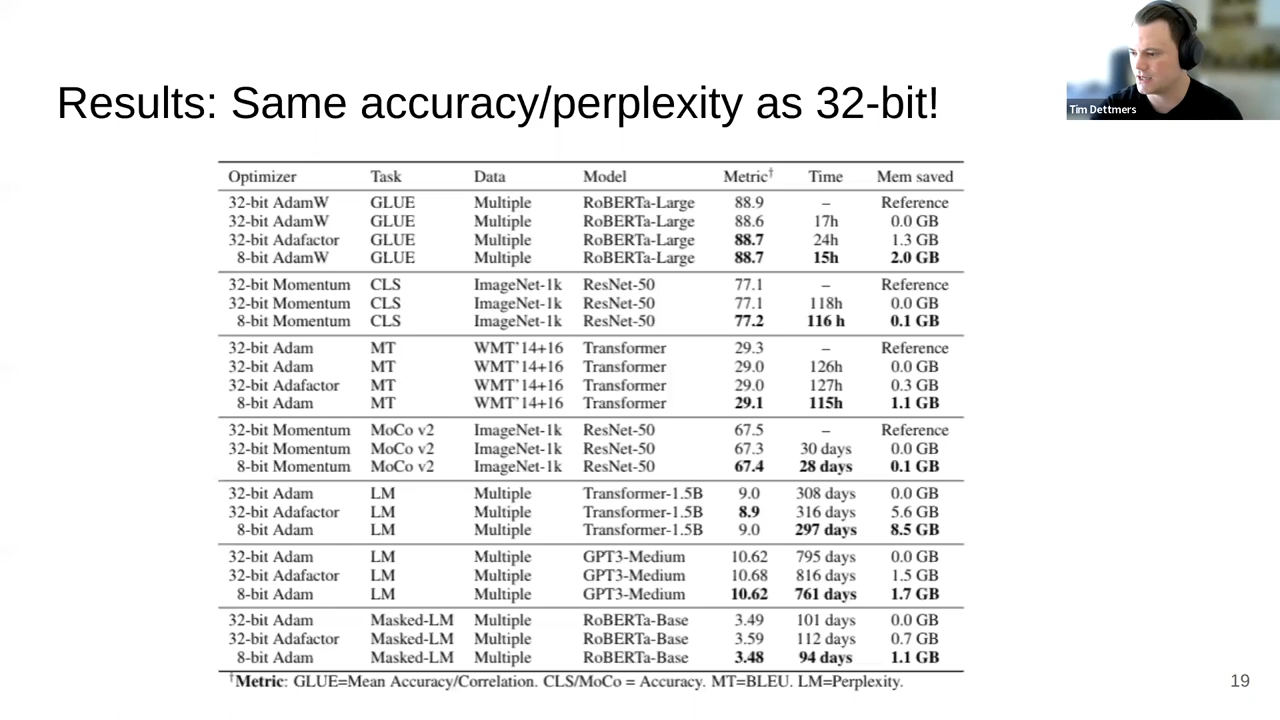 Tim Dettmers
Results: Same accuracy/perplexity as 32-bit!
Optimizer Task Data Model Metric† Time Mem saved
32-bit AdamW GLUE Multiple RoBERTa-Large 88.9 – Reference
32-bit AdamW GLUE Multiple RoBERTa-Large 88.6 17h 0.0 GB
32-bit Adafactor GLUE Multiple RoBERTa-Large 88.7 24h 1.3 GB
8-bit AdamW GLUE Multiple RoBERTa-Large 88.7 15h 2.0 GB
32-bit Momentum CLS ImageNet-1k ResNet-50 77.1 – Reference
32-bit Momentum CLS ImageNet-1k ResNet-50 77.1 118h 0.0 GB
8-bit Momentum CLS ImageNet-1k ResNet-50 77.2 116 h 0.1 GB
32-bit Adam MT WMT'14+16 Transformer 29.3 – Reference
32-bit Adam MT WMT'14+16 Transformer 29.0 126h 0.0 GB
32-bit Adafactor MT WMT'14+16 Transformer 29.0 127h 0.3 GB
8-bit Adam MT WMT'14+16 Transformer 29.1 115h 1.1 GB
32-bit Momentum MoCo v2 ImageNet-1k ResNet-50 67.5 – Reference
32-bit Momentum MoCo v2 ImageNet-1k ResNet-50 67.3 30 days 0.0 GB
8-bit Momentum MoCo v2 ImageNet-1k ResNet-50 67.4 28 days 0.1 GB
32-bit Adam LM Multiple Transformer-1.5B 9.0 308 days 0.0 GB
32-bit Adafactor LM Multiple Transformer-1.5B 8.9 316 days 5.6 GB
8-bit Adam LM Multiple Transformer-1.5B 9.0 297 days 8.5 GB
32-bit Adam LM Multiple GPT3-Medium 10.62 795 days 0.0 GB
32-bit Adafactor LM Multiple GPT3-Medium 10.68 816 days 1.5 GB
8-bit Adam LM Multiple GPT3-Medium 10.62 761 days 1.7 GB
32-bit Adam Masked-LM Multiple RoBERTa-Base 3.49 101 days 0.0 GB
32-bit Adafactor Masked-LM Multiple RoBERTa-Base 3.59 112 days 0.7 GB
8-bit Adam Masked-LM Multiple RoBERTa-Base 3.48 94 days 1.1 GB
†Metric: GLUE=Mean Accuracy/Correlation. CLS/MoCo = Accuracy. MT=BLEU. LM=Perplexity.
19